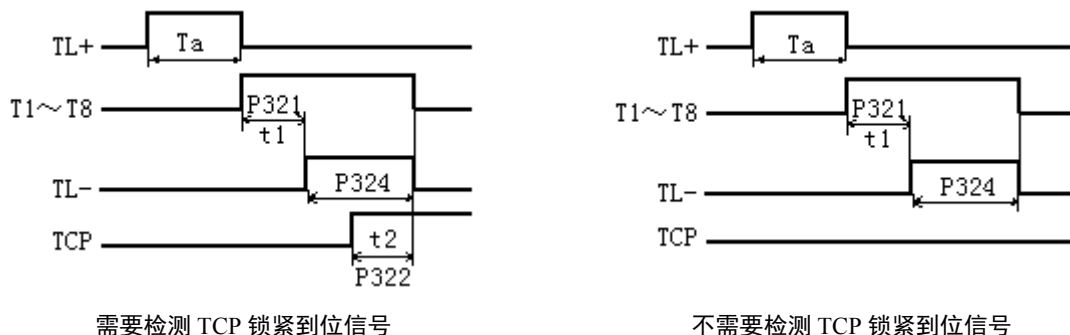 TL+ Ta TL+ Ta
T1～T8 P321 T1～T8 P321
t1 t1
TL- P324 TL- P324
TCP t2 TCP
P322
需要检测 TCP 锁紧到位信号 不需要检测 TCP 锁紧到位信号